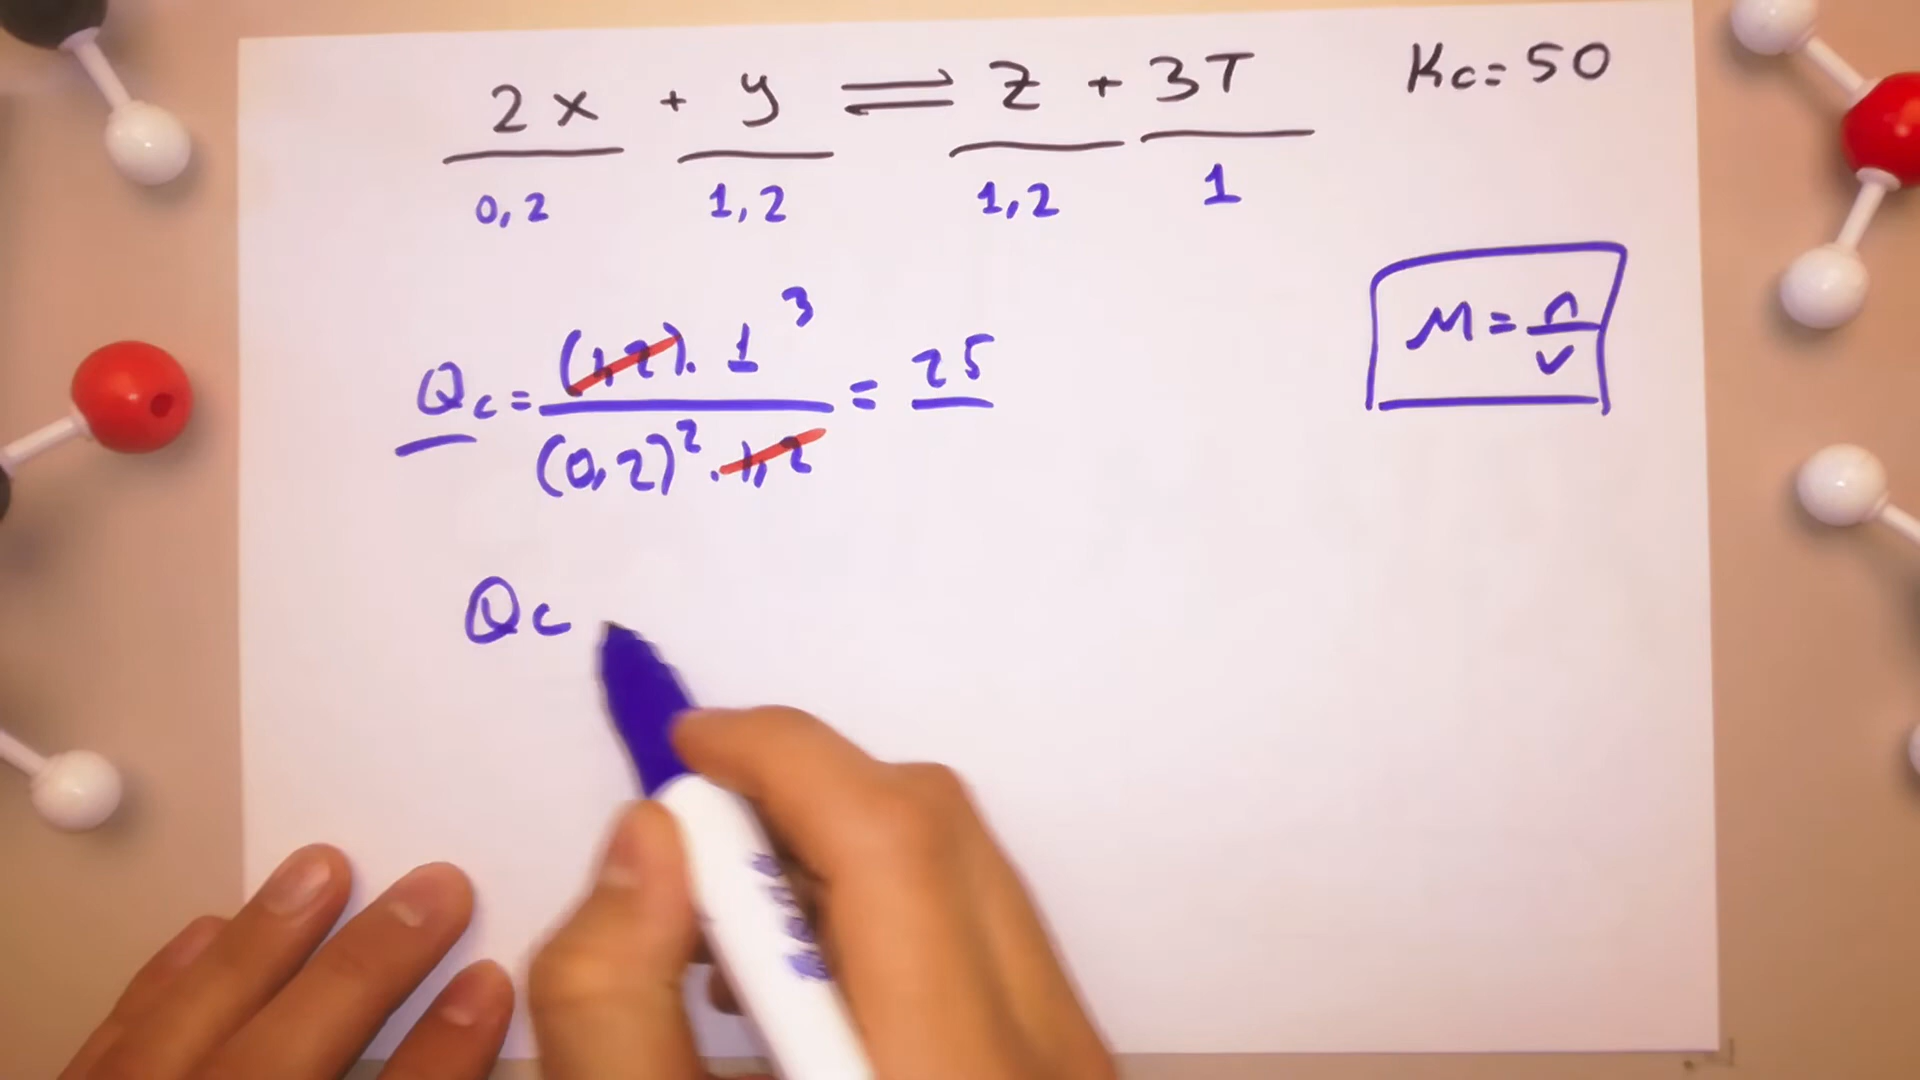 2x + y ⇌ z + 3T Kc=50
0,2 1,2 1,2 1
M = n/v
Qc = (1,2).1³ / (0,2)².1,2 = 25
Qc